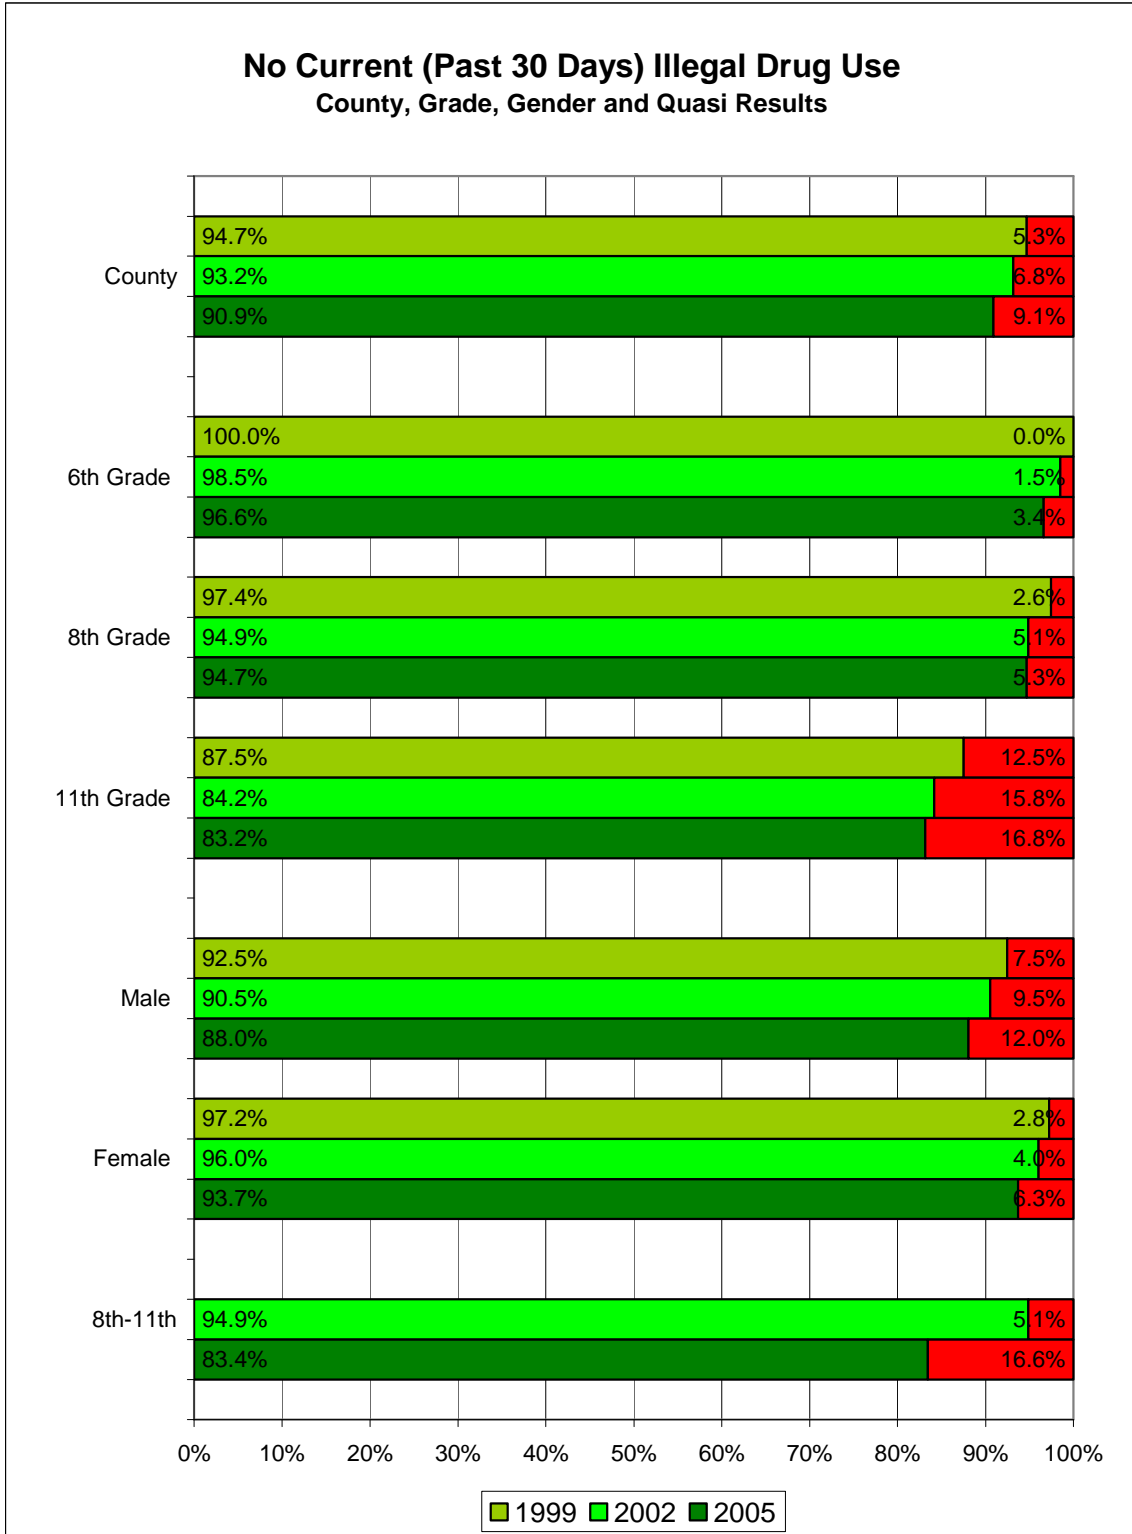 No Current (Past 30 Days) Illegal Drug Use
County, Grade, Gender and Quasi Results
94.7% 5.3%
County
93.2% 6.8%
90.9% 9.1%
100.0% 0.0%
6th Grade
98.5% 1.5%
96.6% 3.4%
97.4% 2.6%
8th Grade
94.9% 5.1%
94.7% 5.3%
87.5% 12.5%
11th Grade
84.2% 15.8%
83.2% 16.8%
92.5% 7.5%
Male
90.5% 9.5%
88.0% 12.0%
97.2% 2.8%
Female
96.0% 4.0%
93.7% 6.3%
8th-11th
94.9% 5.1%
83.4% 16.6%
0% 10% 20% 30% 40% 50% 60% 70% 80% 90% 100%
1999 2002 2005